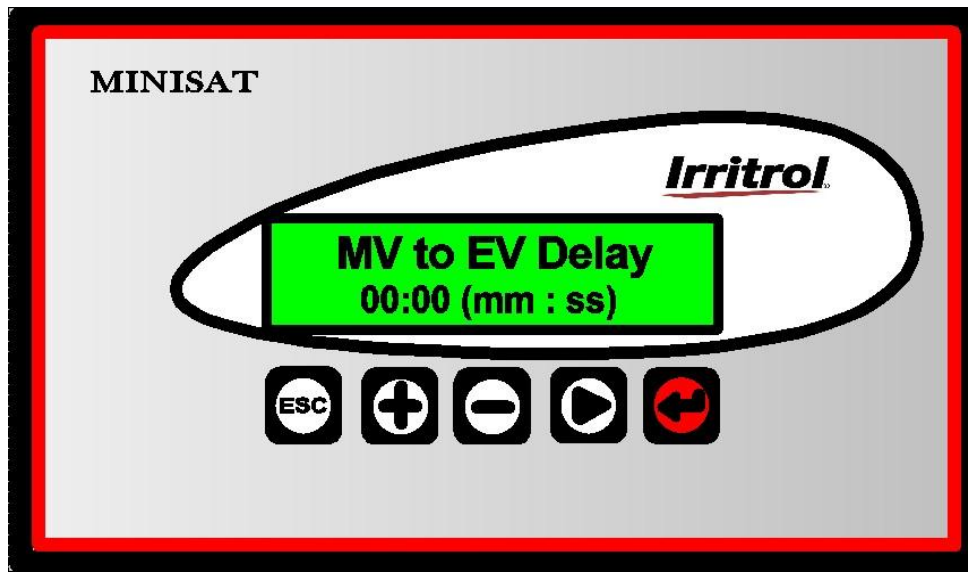 MINISAT
Irritrol
MV to EV Delay
00:00 (mm : ss)
ESC